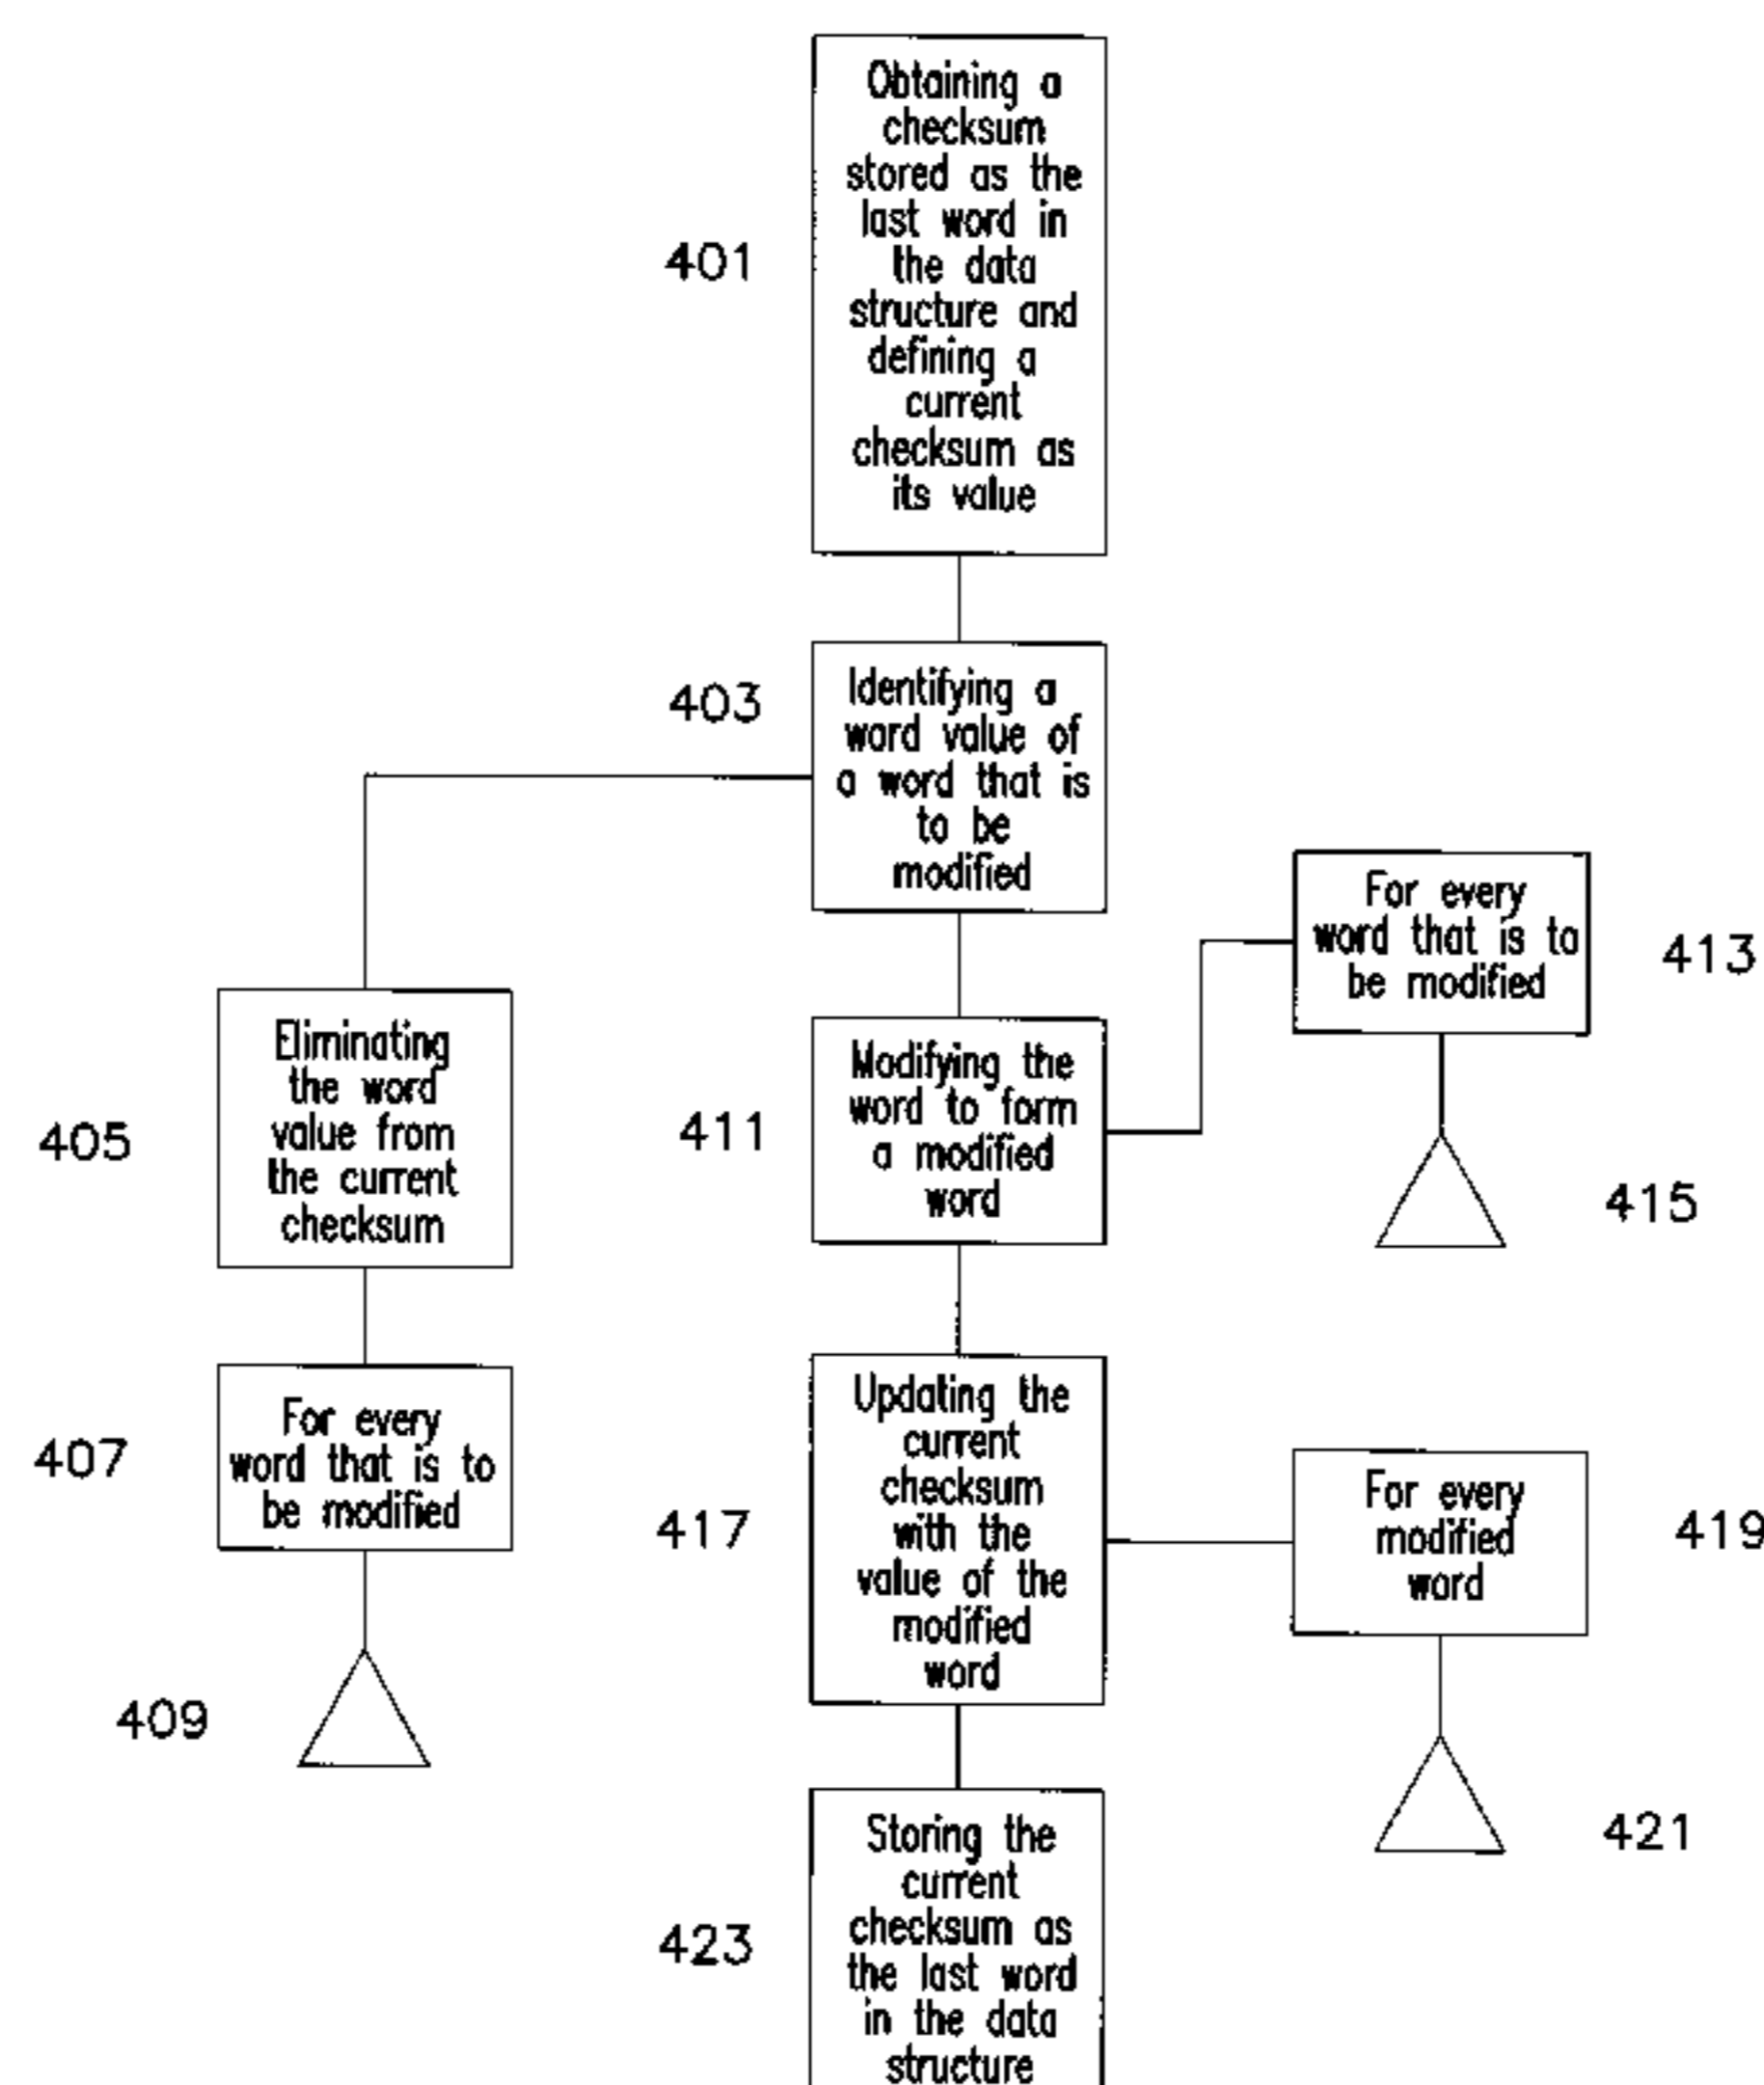 Obtaining a
checksum
stored as the
last word in
the data
structure and
defining a
current
checksum as
its value
401
403
Identifying a
word value of
a word that is
to be
modified
For every
word that is to
be modified
413
415
Eliminating
the word
value from
the current
checksum
405
Modifying the
word to form
a modified
word
411
407
For every
word that is to
be modified
409
Updating the
current
checksum
with the
value of the
modified
word
417
For every
modified
word
419
421
Storing the
current
checksum as
the last word
in the data
structure
423